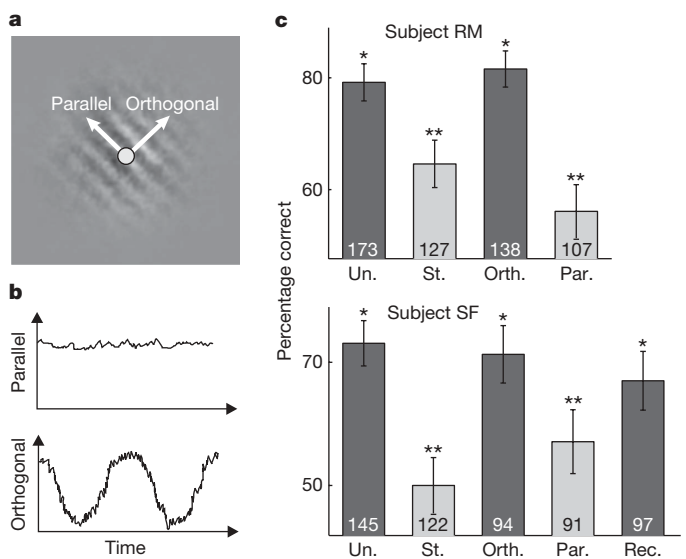 a
Parallel Orthogonal
b
Parallel
Orthogonal
Time
c
Percentage correct
Subject RM
80
60
* ** * **
173 127 138 107
Un. St. Orth. Par.
Subject SF
70
50
* ** * ** *
145 122 94 91 97
Un. St. Orth. Par. Rec.